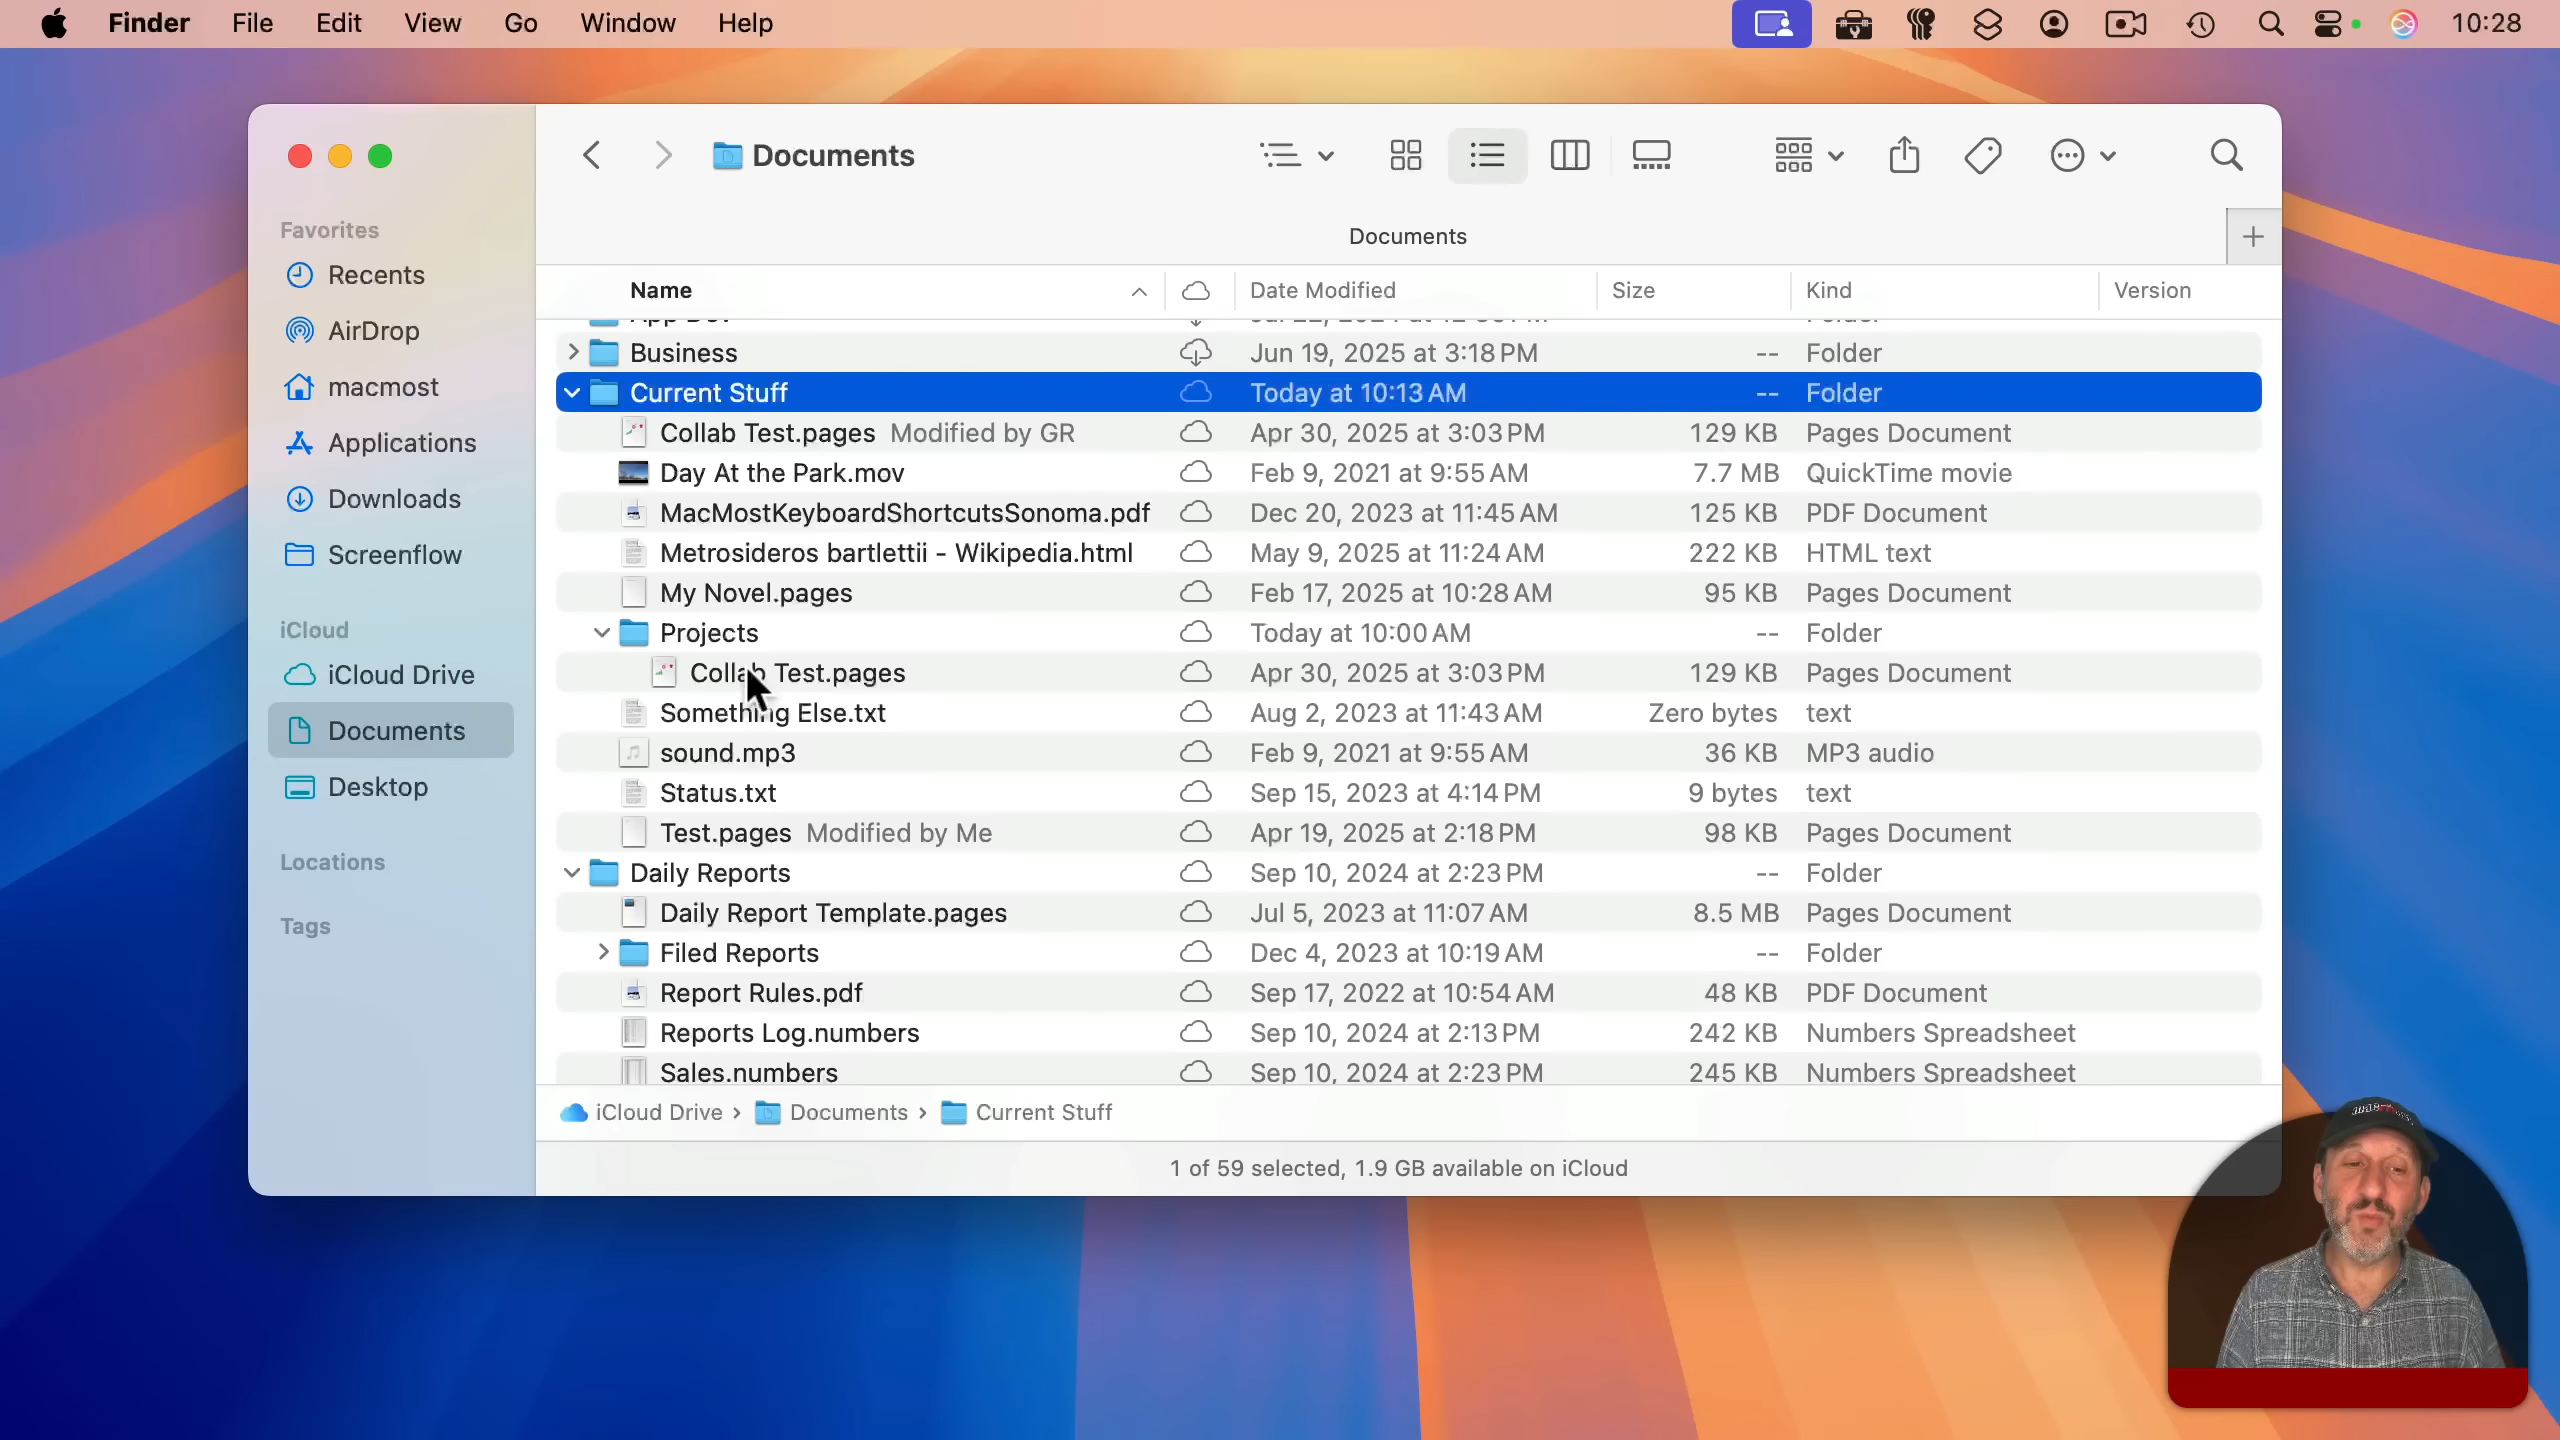 Finder File Edit View Go Window Help 10:28
Documents
Favorites
Recents
AirDrop
macmost
Applications
Downloads
Screenflow
iCloud
iCloud Drive
Documents
Desktop
Locations
Tags
Documents
Name Date Modified Size Kind Version
Business Jun 19, 2025 at 3:18 PM -- Folder
Current Stuff Today at 10:13 AM -- Folder
Collab Test.pages Modified by GR Apr 30, 2025 at 3:03 PM 129 KB Pages Document
Day At the Park.mov Feb 9, 2021 at 9:55 AM 7.7 MB QuickTime movie
MacMostKeyboardShortcutsSonoma.pdf Dec 20, 2023 at 11:45 AM 125 KB PDF Document
Metrosideros bartlettii - Wikipedia.html May 9, 2025 at 11:24 AM 222 KB HTML text
My Novel.pages Feb 17, 2025 at 10:28 AM 95 KB Pages Document
Projects Today at 10:00 AM -- Folder
Collab Test.pages Apr 30, 2025 at 3:03 PM 129 KB Pages Document
Something Else.txt Aug 2, 2023 at 11:43 AM Zero bytes text
sound.mp3 Feb 9, 2021 at 9:55 AM 36 KB MP3 audio
Status.txt Sep 15, 2023 at 4:14 PM 9 bytes text
Test.pages Modified by Me Apr 19, 2025 at 2:18 PM 98 KB Pages Document
Daily Reports Sep 10, 2024 at 2:23 PM -- Folder
Daily Report Template.pages Jul 5, 2023 at 11:07 AM 8.5 MB Pages Document
Filed Reports Dec 4, 2023 at 10:19 AM -- Folder
Report Rules.pdf Sep 17, 2022 at 10:54 AM 48 KB PDF Document
Reports Log.numbers Sep 10, 2024 at 2:13 PM 242 KB Numbers Spreadsheet
Sales.numbers Sep 10, 2024 at 2:23 PM 245 KB Numbers Spreadsheet
iCloud Drive › Documents › Current Stuff
1 of 59 selected, 1.9 GB available on iCloud